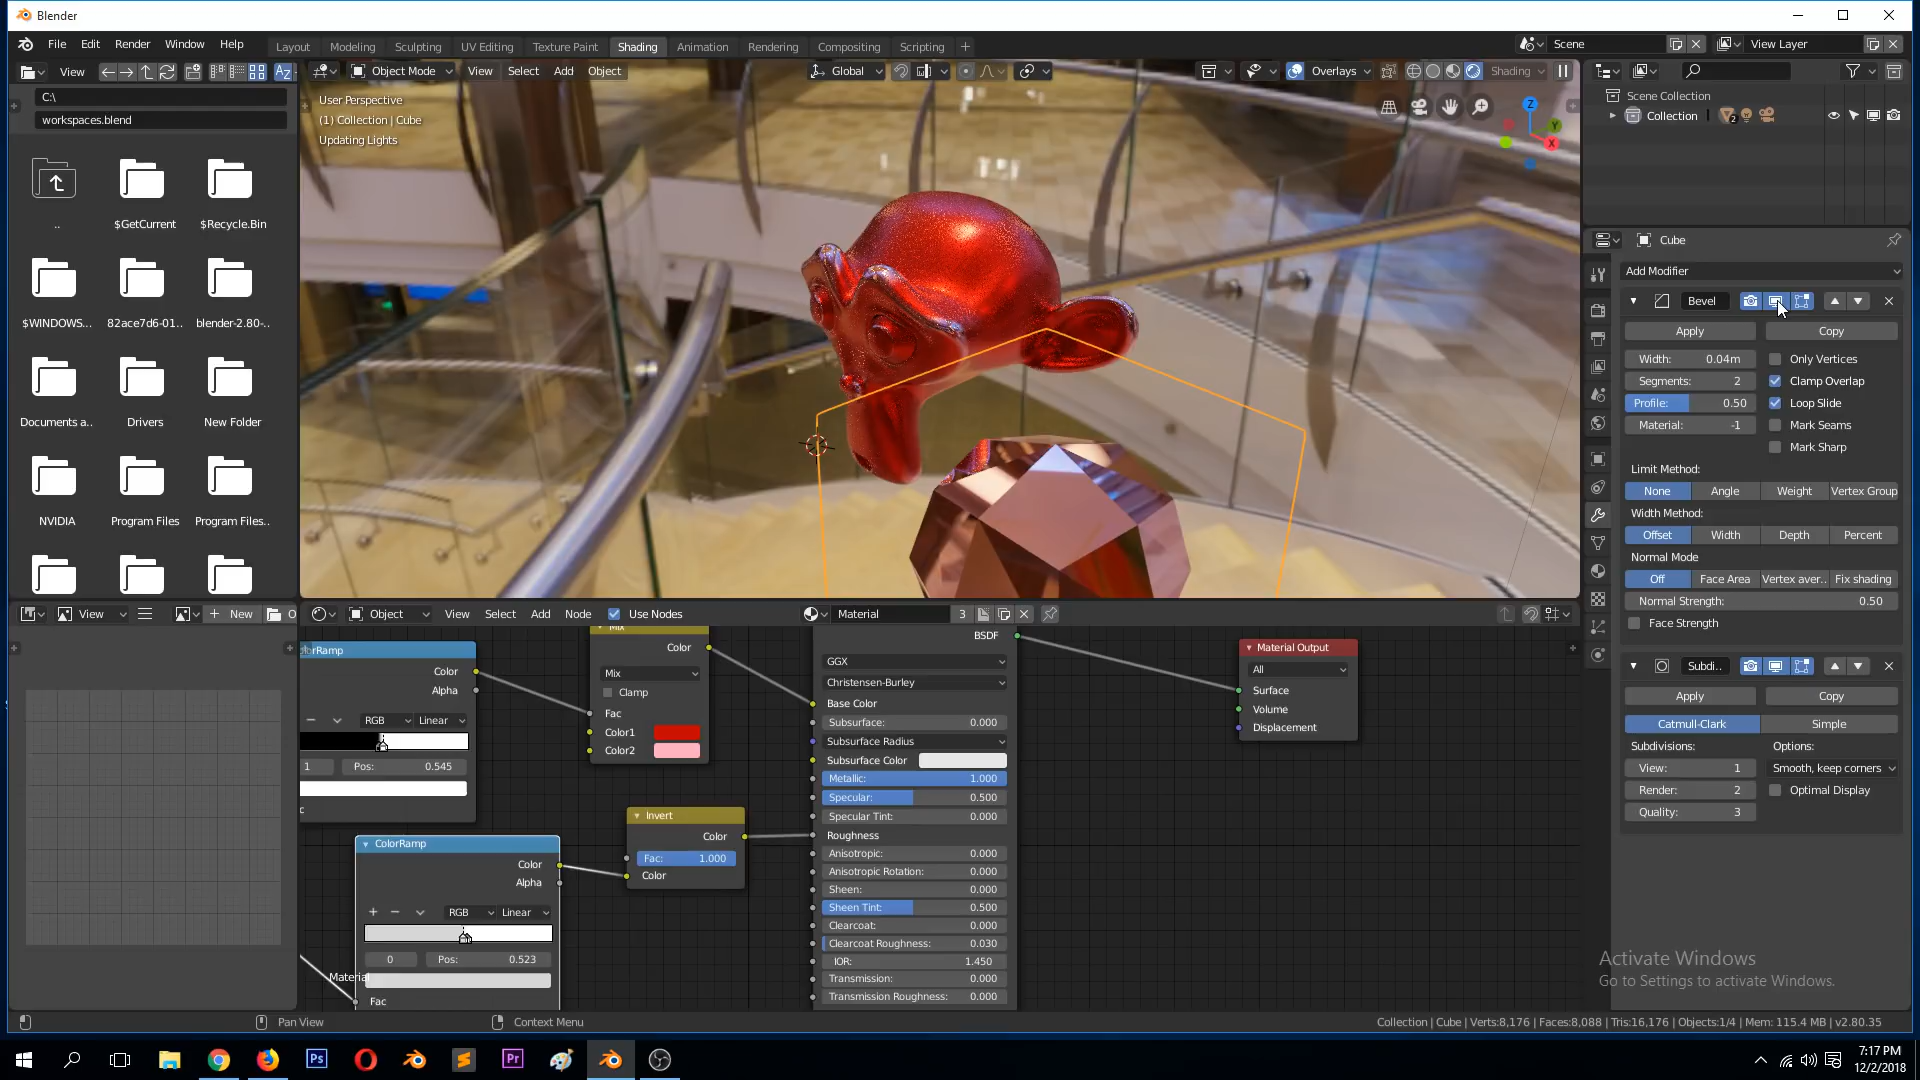 Blender
File Edit Render Window Help
Layout Modeling Sculpting UV Editing Texture Paint Shading Animation Rendering Compositing Scripting +
Scene
View Layer
View
C:\
workspaces.blend
..
$GetCurrent
$Recycle.Bin
$WINDOWS...
82ace7d6-01..
blender-2.80-..
Documents a..
Drivers
New Folder
NVIDIA
Program Files
Program Files..
Object Mode View Select Add Object
Global
Overlays
Shading
User Perspective
(1) Collection | Cube
Updating Lights
Z
Y
X
Scene Collection
Collection
2
Cube
Add Modifier
Bevel
Apply Copy
Width: 0.04m
Only Vertices
Segments: 2
Clamp Overlap
Profile: 0.50
Loop Slide
Material: -1
Mark Seams
Mark Sharp
Limit Method:
None Angle Weight Vertex Group
Width Method:
Offset Width Depth Percent
Normal Mode
Off Face Area Vertex aver.. Fix shading
Normal Strength: 0.50
Face Strength
Subdi..
Apply Copy
Catmull-Clark Simple
Subdivisions: Options:
View: 1
Smooth, keep corners
Render: 2
Optimal Display
Quality: 3
View
+ New
O
Object View Select Add Node Use Nodes
Material 3
lorRamp
Color
Alpha
RGB Linear
1 Pos: 0.545
c
Mix
Color
Mix
Clamp
Fac
Color1
Color2
Invert
Color
Fac: 1.000
Color
ColorRamp
Color
Alpha
RGB Linear
0 Pos: 0.523
Fac
Material
BSDF
GGX
Christensen-Burley
Base Color
Subsurface: 0.000
Subsurface Radius
Subsurface Color
Metallic: 1.000
Specular: 0.500
Specular Tint: 0.000
Roughness
Anisotropic: 0.000
Anisotropic Rotation: 0.000
Sheen: 0.000
Sheen Tint: 0.500
Clearcoat: 0.000
Clearcoat Roughness: 0.030
IOR: 1.450
Transmission: 0.000
Transmission Roughness: 0.000
Material Output
All
Surface
Volume
Displacement
Activate Windows
Go to Settings to activate Windows.
Pan View
Context Menu
Collection | Cube | Verts:8,176 | Faces:8,088 | Tris:16,176 | Objects:1/4 | Mem: 115.4 MB | v2.80.35
Ps
Pr
7:17 PM
12/2/2018